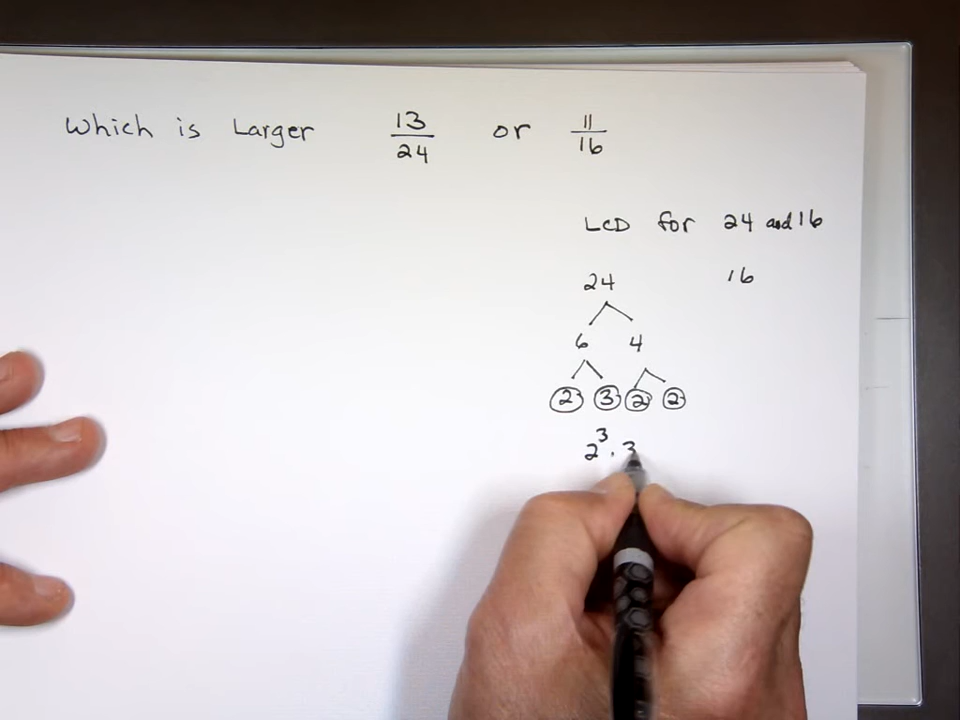 Which is Larger 13/24 or 11/16
LCD for 24 and 16
24 16
6 4
2 3 2 2
2³ · 3